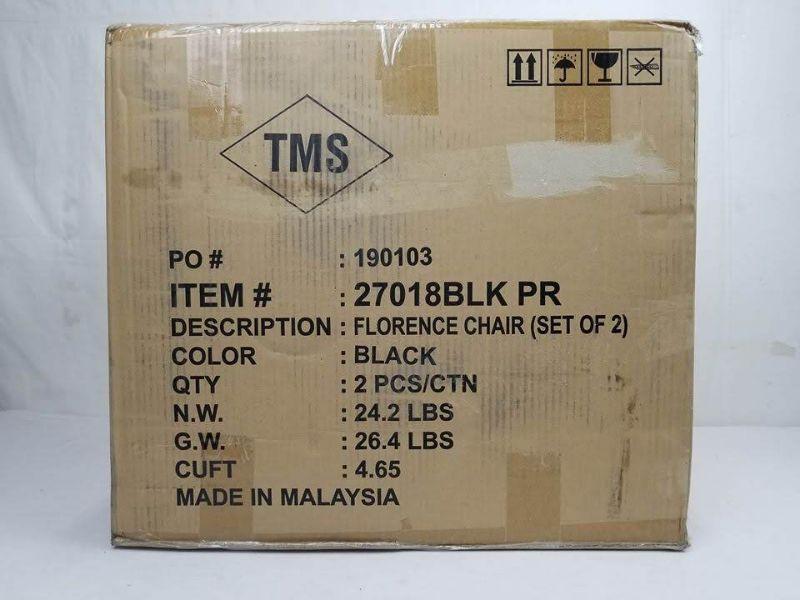 TMS
PO # : 190103
ITEM # : 27018BLK PR
DESCRIPTION : FLORENCE CHAIR (SET OF 2)
COLOR : BLACK
QTY : 2 PCS/CTN
N.W. : 24.2 LBS
G.W. : 26.4 LBS
CUFT : 4.65
MADE IN MALAYSIA